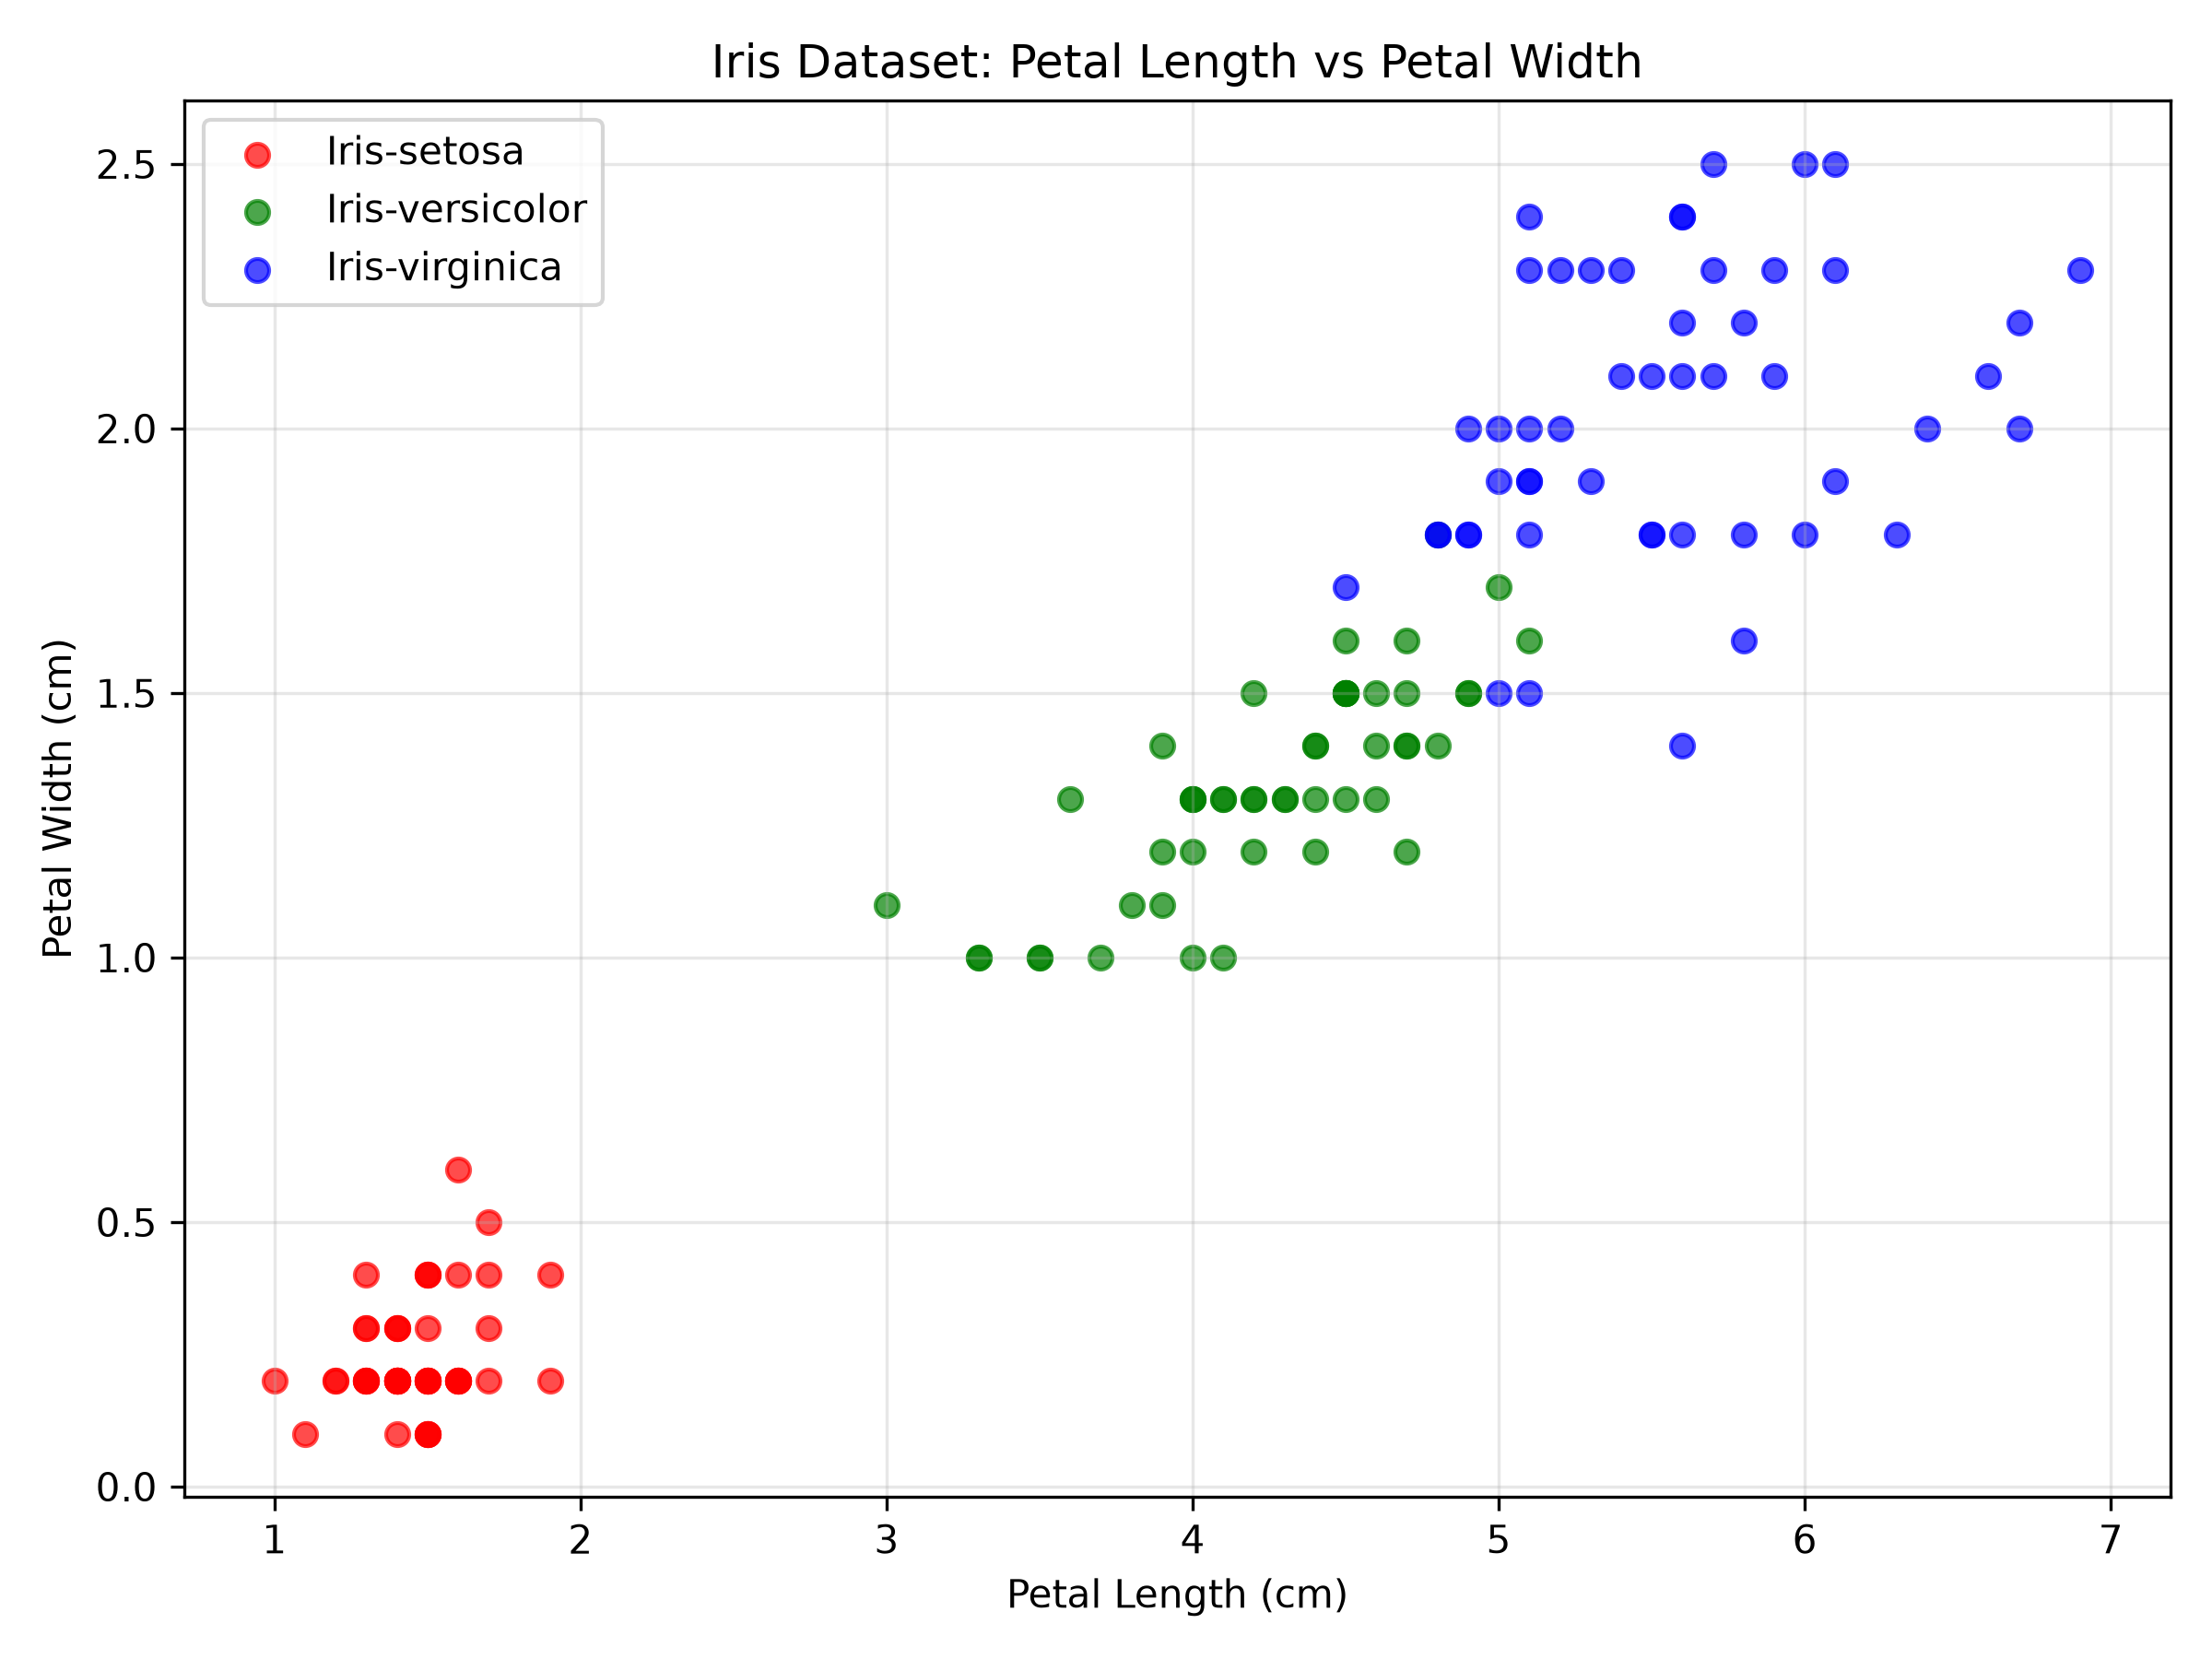 Iris Dataset: Petal Length vs Petal Width
Iris-setosa
Iris-versicolor
Iris-virginica
2.5
2.0
1.5
1.0
0.5
0.0
Petal Width (cm)
1 2 3 4 5 6 7
Petal Length (cm)